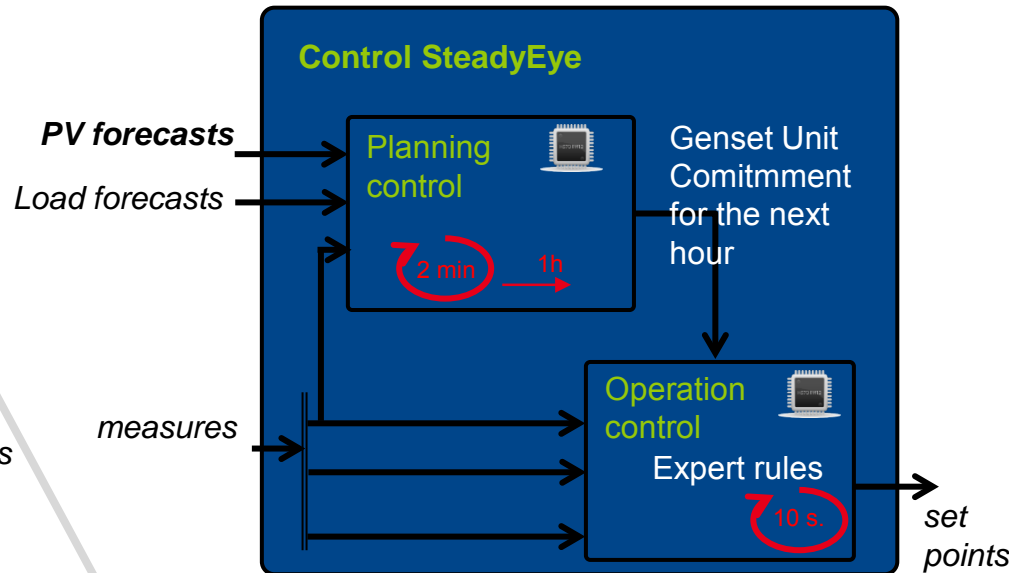 Control SteadyEye
PV forecasts
Load forecasts
Planning
control
2 min
1h
Genset Unit
Comitmment
for the next
hour
measures
s
Operation
control
Expert rules
10 s.
set
points